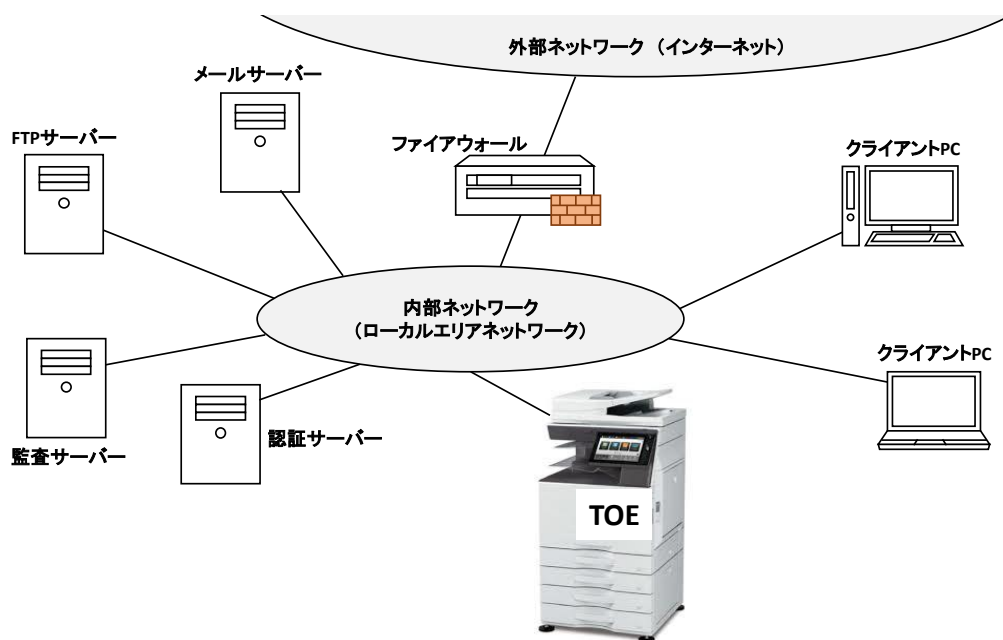 外部ネットワーク（インターネット）
メールサーバー
FTPサーバー
ファイアウォール
クライアントPC
内部ネットワーク
（ローカルエリアネットワーク）
クライアントPC
監査サーバー
認証サーバー
TOE